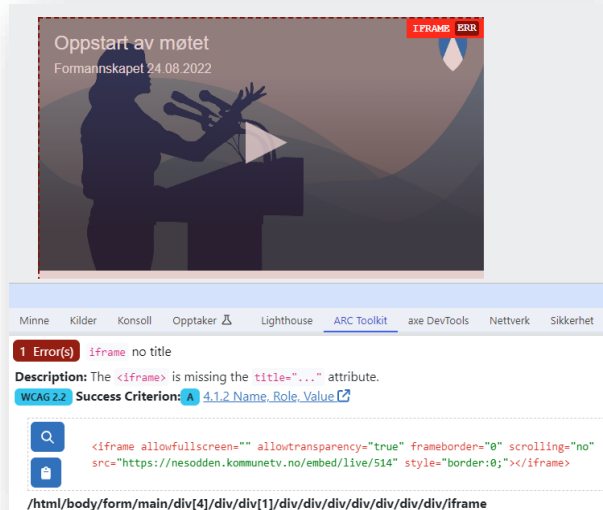 IFRAME ERR
Oppstart av møtet
Formannskapet 24.08.2022
Minne Kilder Konsoll Opptaker Lighthouse ARC Toolkit axe DevTools Nettverk Sikkerhet
1 Error(s) iframe no title
Description: The <iframe> is missing the title="..." attribute.
WCAG 2.2 Success Criterion: A 4.1.2 Name, Role, Value
<iframe allowfullscreen="" allowtransparency="true" frameborder="0" scrolling="no"
src="https://nesodden.kommunetv.no/embed/live/514" style="border:0;"></iframe>
/html/body/form/main/div[4]/div/div[1]/div/div/div/div/div/div/div/iframe